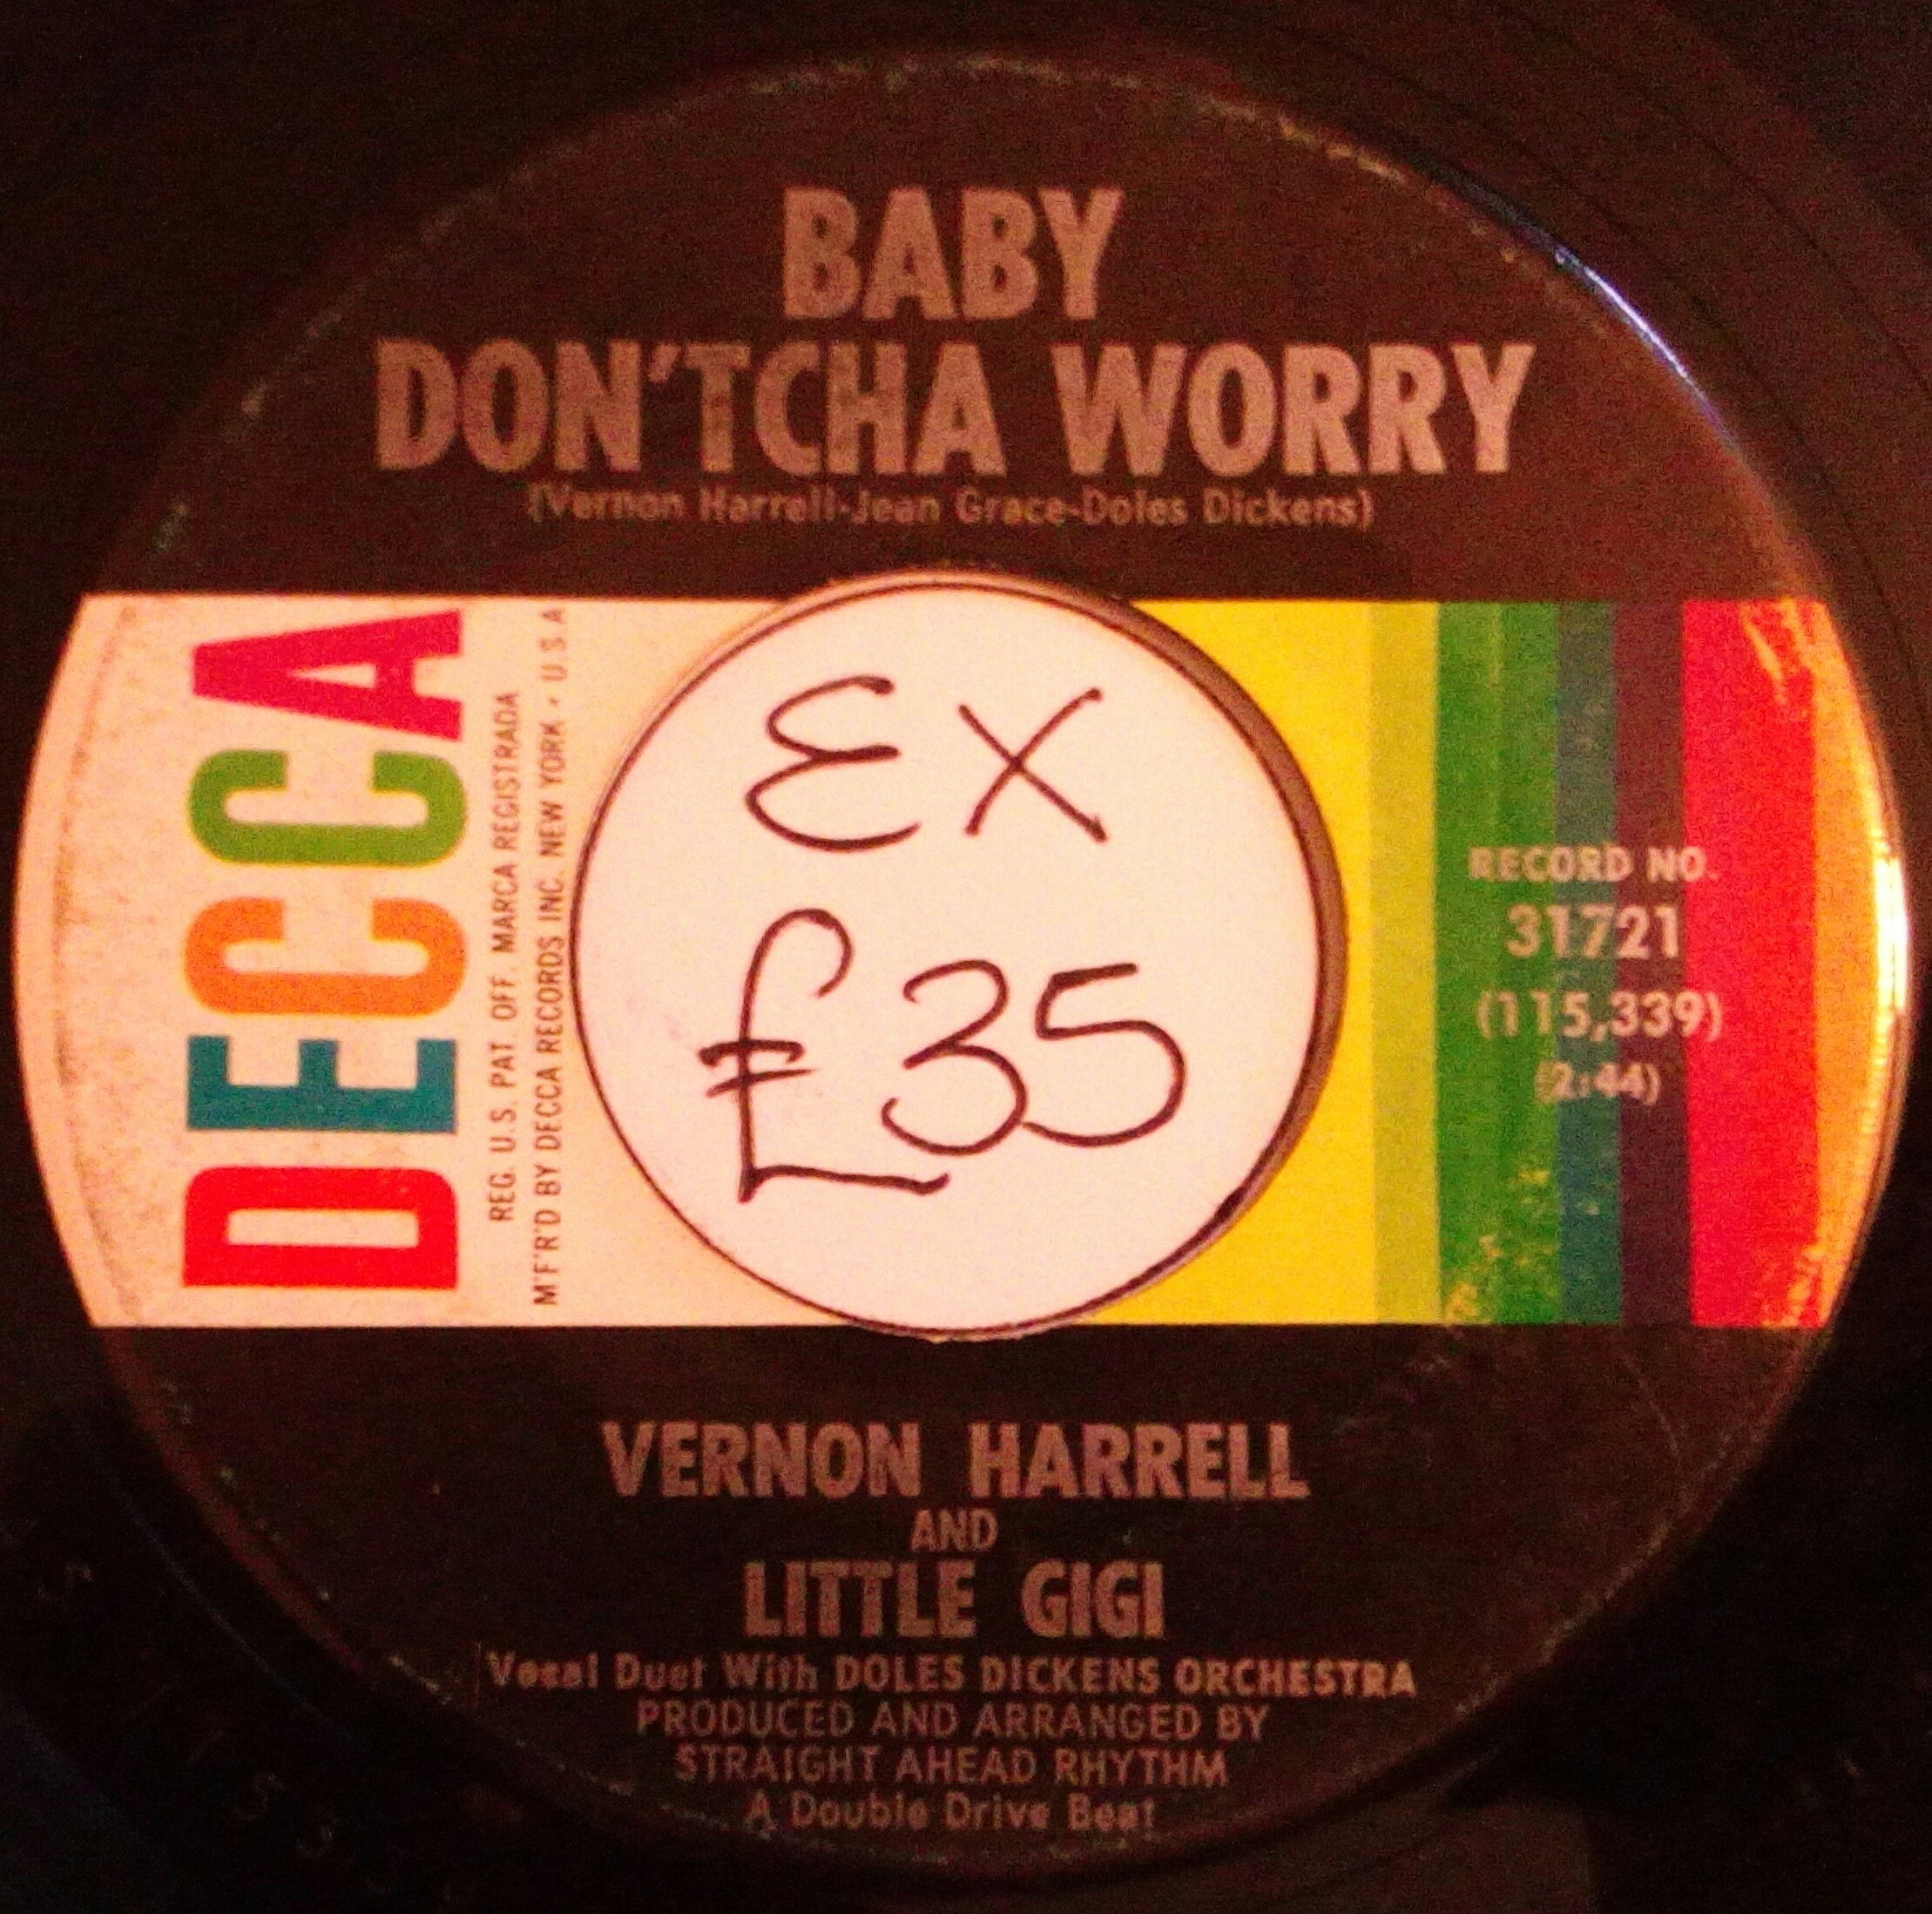 BABY
DON'TCHA WORRY
(Vernon Harrell-Jean Grace-Doles Dickens)
DECCA
REG. U.S. PAT. OFF. MARCA REGISTRADA
M'F'R'D BY DECCA RECORDS INC. NEW YORK • U.S.A
EX
£35
RECORD NO.
31721
(115,339)
(2:44)
VERNON HARRELL
AND
LITTLE GIGI
Vocal Duet With DOLES DICKENS ORCHESTRA
PRODUCED AND ARRANGED BY
STRAIGHT AHEAD RHYTHM
A Double Drive Beat